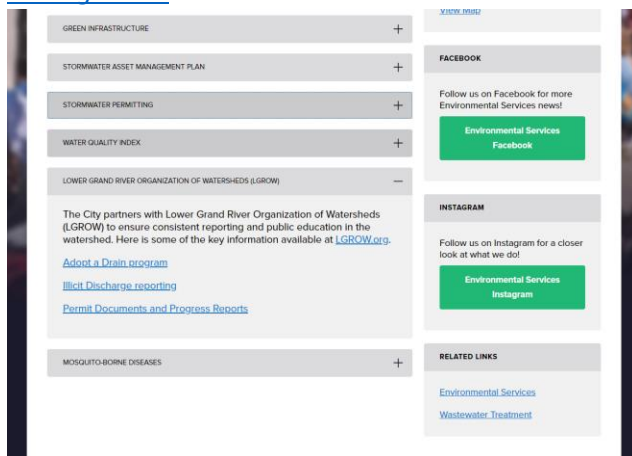 View Map
GREEN INFRASTRUCTURE
STORMWATER ASSET MANAGEMENT PLAN
STORMWATER PERMITTING
WATER QUALITY INDEX
LOWER GRAND RIVER ORGANIZATION OF WATERSHEDS (LGROW)
The City partners with Lower Grand River Organization of Watersheds
(LGROW) to ensure consistent reporting and public education in the
watershed. Here is some of the key information available at LGROW.org.
Adopt a Drain program
Illicit Discharge reporting
Permit Documents and Progress Reports
MOSQUITO-BORNE DISEASES
FACEBOOK
Follow us on Facebook for more
Environmental Services news!
Environmental Services
Facebook
INSTAGRAM
Follow us on Instagram for a closer
look at what we do!
Environmental Services
Instagram
RELATED LINKS
Environmental Services
Wastewater Treatment